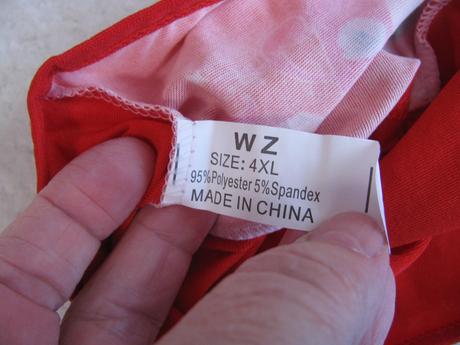 WZ
SIZE: 4XL
95%Polyester 5%Spandex
MADE IN CHINA